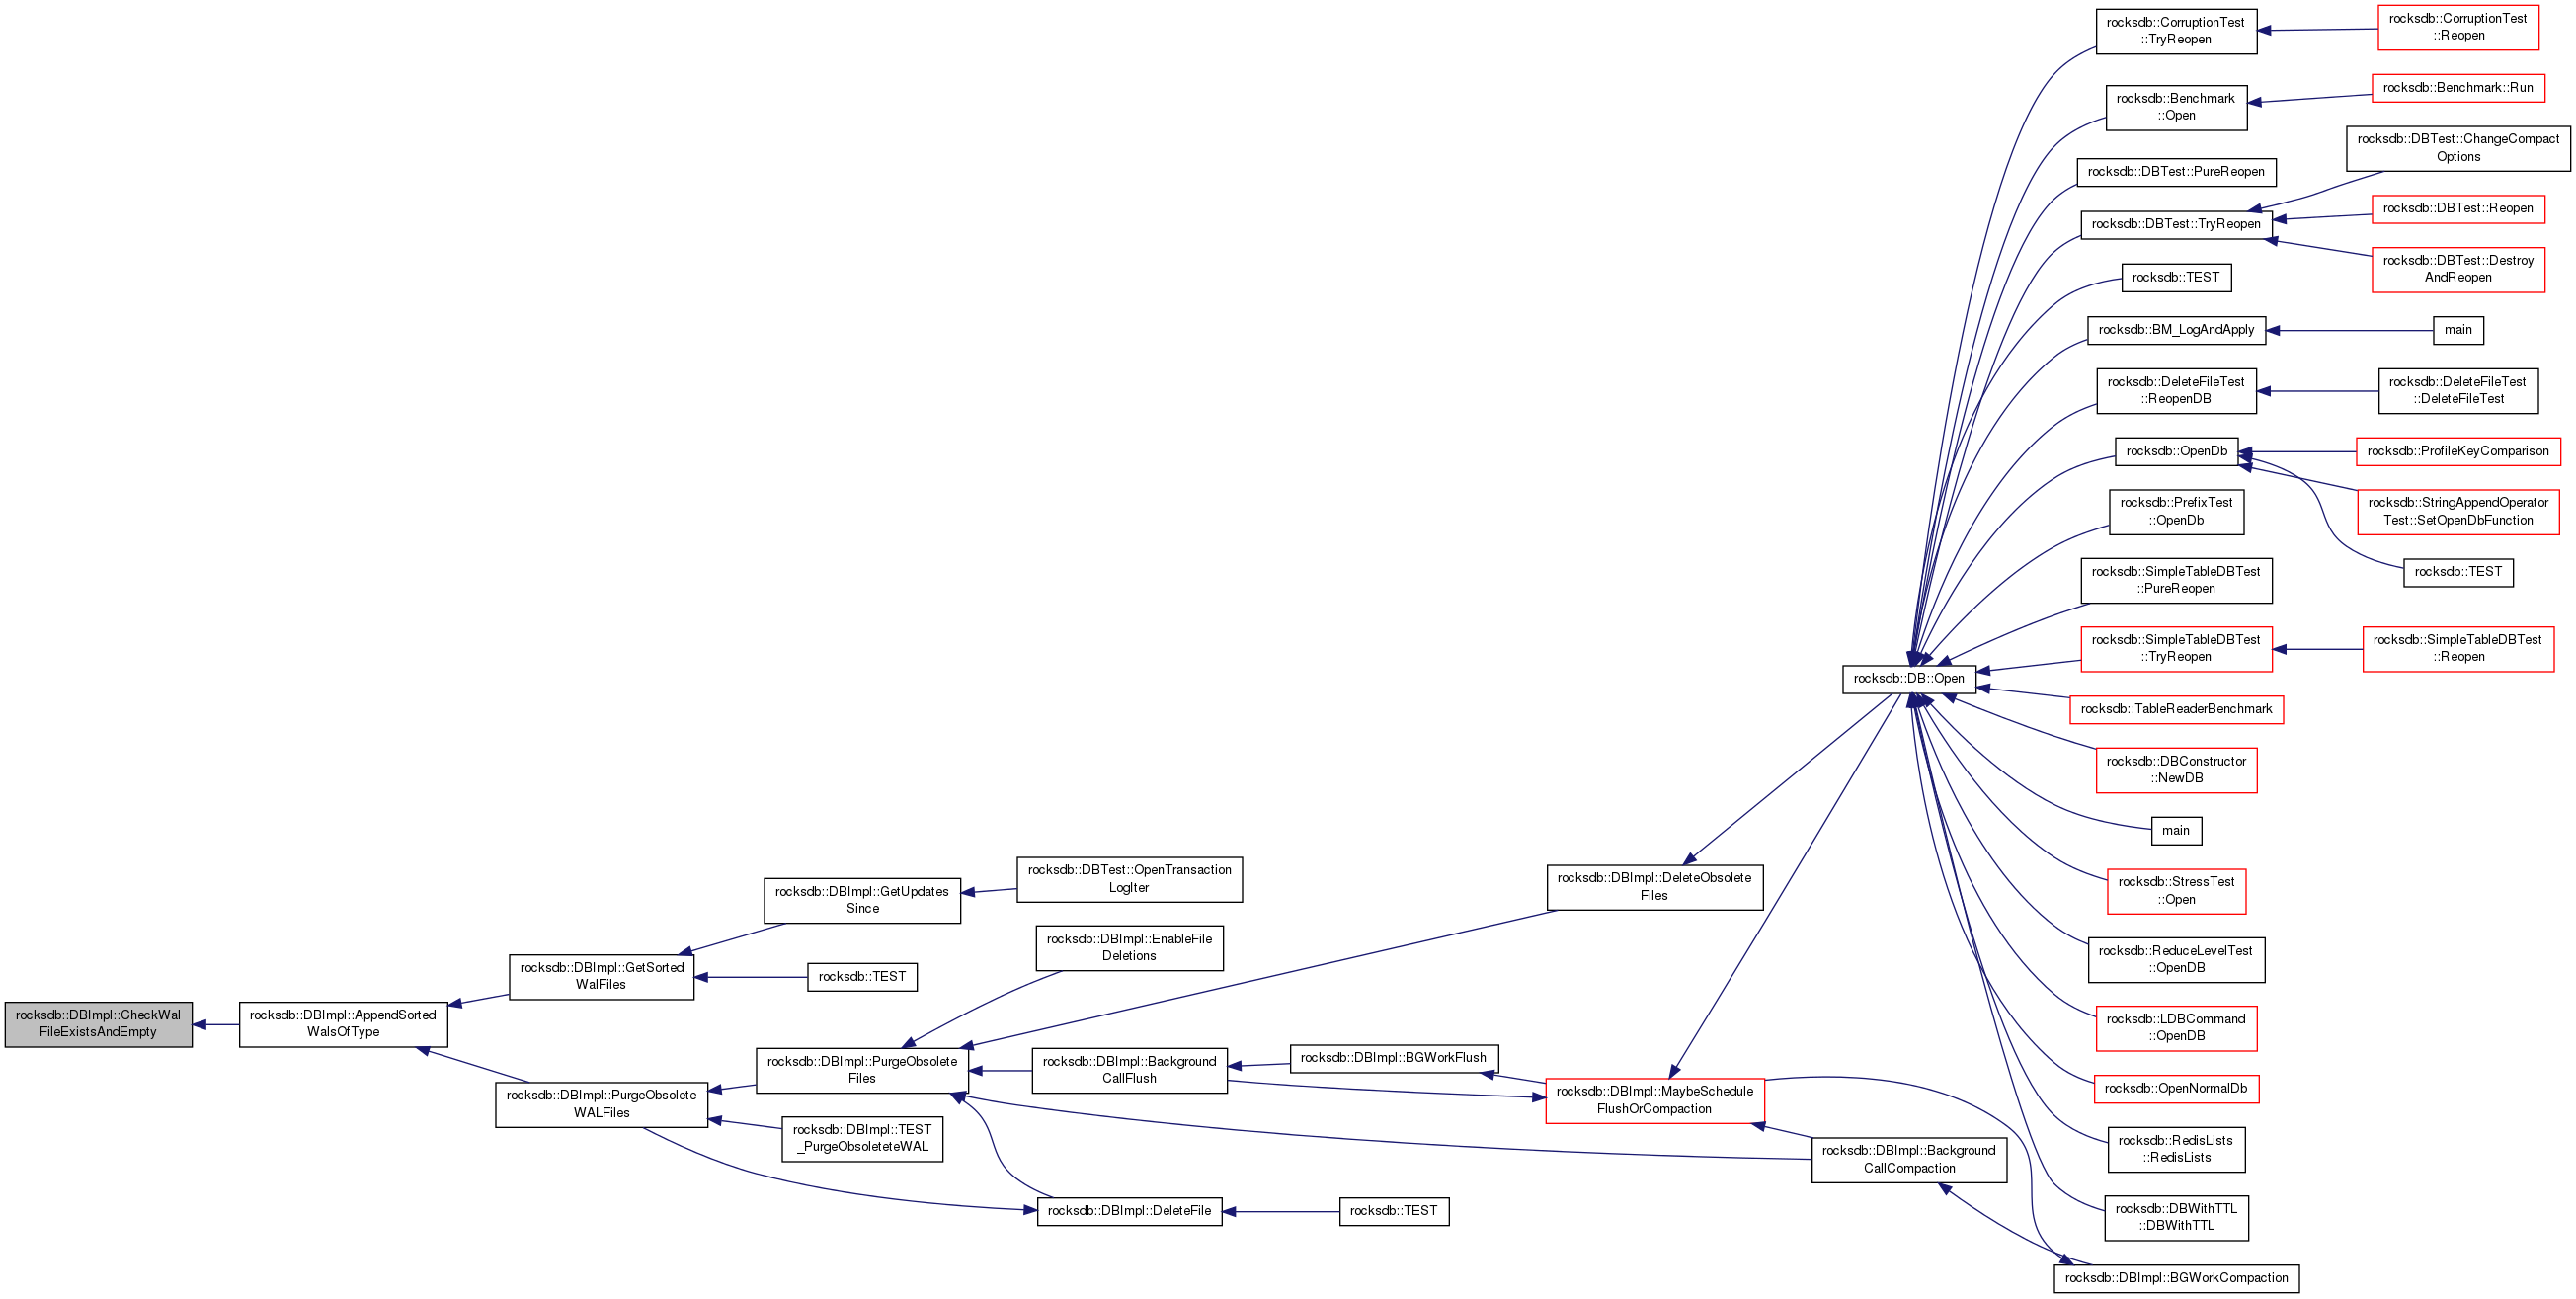 rocksdb::DBImpl::CheckWal
FileExistsAndEmpty
rocksdb::DBImpl::AppendSorted
WalsOfType
rocksdb::DBImpl::GetSorted
WalFiles
rocksdb::DBImpl::PurgeObsolete
WALFiles
rocksdb::DBImpl::GetUpdates
Since
rocksdb::TEST
rocksdb::DBImpl::PurgeObsolete
Files
rocksdb::DBImpl::TEST
_PurgeObsoleteteWAL
rocksdb::DBTest::OpenTransaction
LogIter
rocksdb::DBImpl::EnableFile
Deletions
rocksdb::DBImpl::Background
CallFlush
rocksdb::DBImpl::DeleteFile
rocksdb::DBImpl::BGWorkFlush
rocksdb::TEST
rocksdb::DBImpl::DeleteObsolete
Files
rocksdb::DBImpl::MaybeSchedule
FlushOrCompaction
rocksdb::DB::Open
rocksdb::DBImpl::Background
CallCompaction
rocksdb::CorruptionTest
::TryReopen
rocksdb::Benchmark
::Open
rocksdb::DBTest::PureReopen
rocksdb::DBTest::TryReopen
rocksdb::TEST
rocksdb::BM_LogAndApply
rocksdb::DeleteFileTest
::ReopenDB
rocksdb::OpenDb
rocksdb::PrefixTest
::OpenDb
rocksdb::SimpleTableDBTest
::PureReopen
rocksdb::SimpleTableDBTest
::TryReopen
rocksdb::TableReaderBenchmark
rocksdb::DBConstructor
::NewDB
main
rocksdb::StressTest
::Open
rocksdb::ReduceLevelTest
::OpenDB
rocksdb::LDBCommand
::OpenDB
rocksdb::OpenNormalDb
rocksdb::RedisLists
::RedisLists
rocksdb::DBWithTTL
::DBWithTTL
rocksdb::DBImpl::BGWorkCompaction
rocksdb::CorruptionTest
::Reopen
rocksdb::Benchmark::Run
rocksdb::DBTest::ChangeCompact
Options
rocksdb::DBTest::Reopen
rocksdb::DBTest::Destroy
AndReopen
main
rocksdb::DeleteFileTest
::DeleteFileTest
rocksdb::ProfileKeyComparison
rocksdb::StringAppendOperator
Test::SetOpenDbFunction
rocksdb::TEST
rocksdb::SimpleTableDBTest
::Reopen